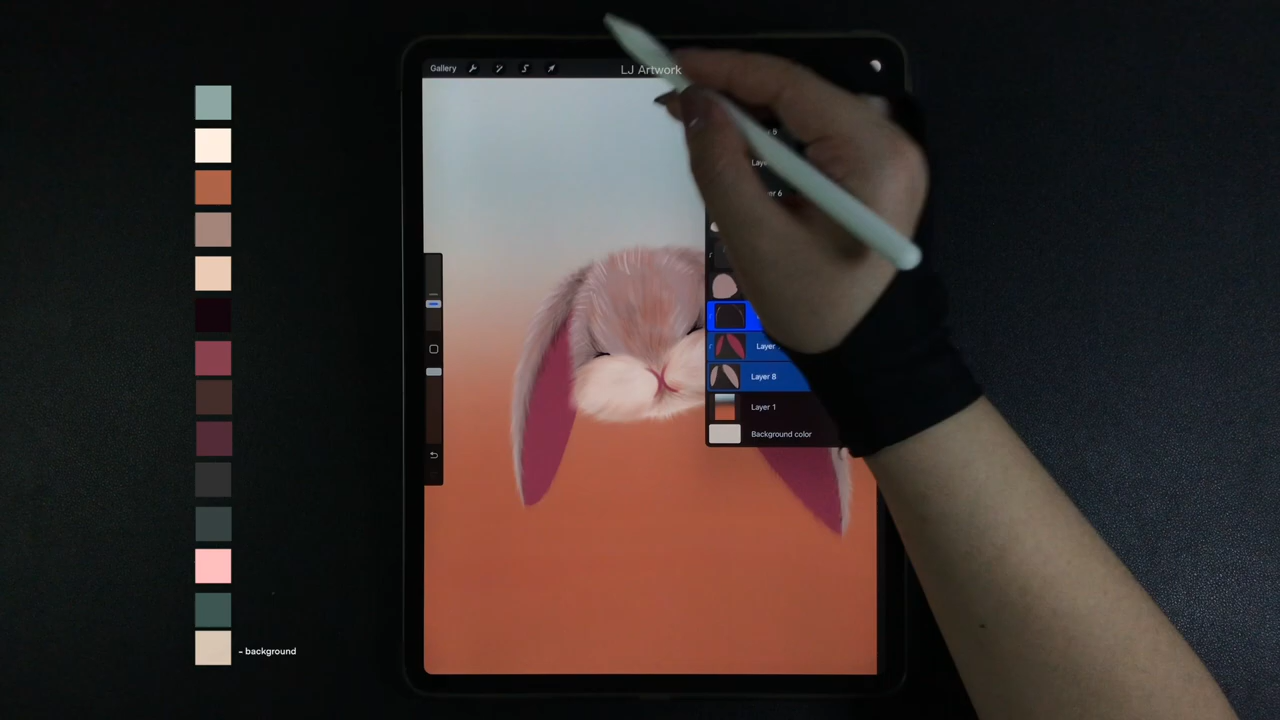 Gallery
LJ Artwork
Layer
Layer 8
Layer 1
Background color
- background